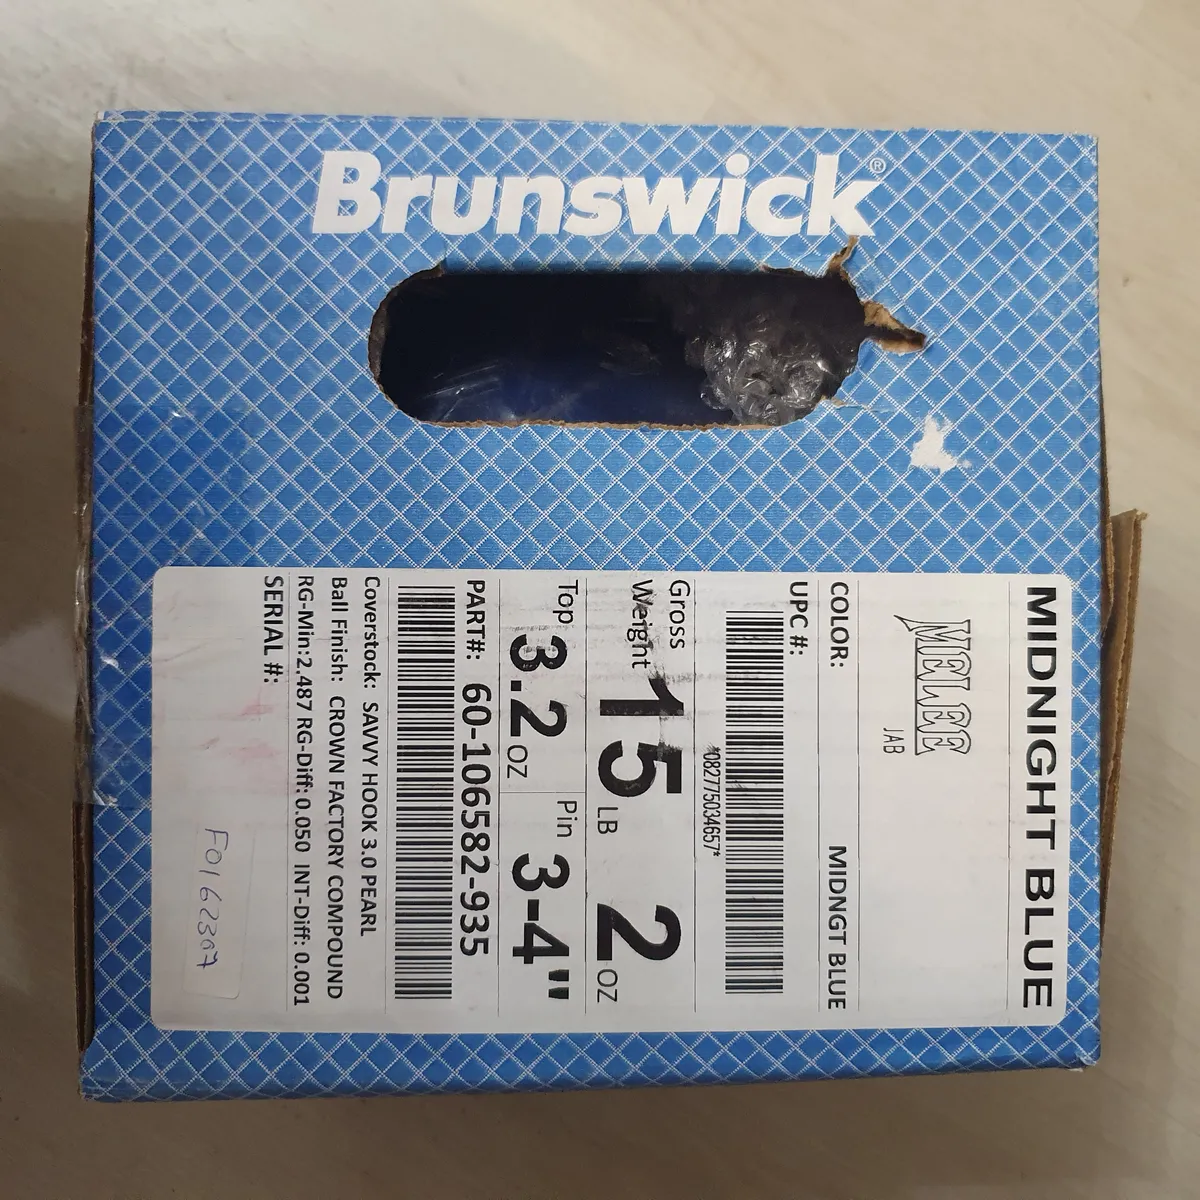 Brunswick®
MIDNIGHT BLUE
MELEE
JAB
COLOR: MIDNGT BLUE
UPC #:
*082775034657*
Gross Weight 15 LB 2 OZ
Top 3.2 OZ Pin 3-4"
PART#: 60-106582-935
Coverstock: SAVVY HOOK 3.0 PEARL
Ball Finish: CROWN FACTORY COMPOUND
RG-Min:2.487 RG-Diff: 0.050 INT-Diff: 0.001
SERIAL #:
F0162307